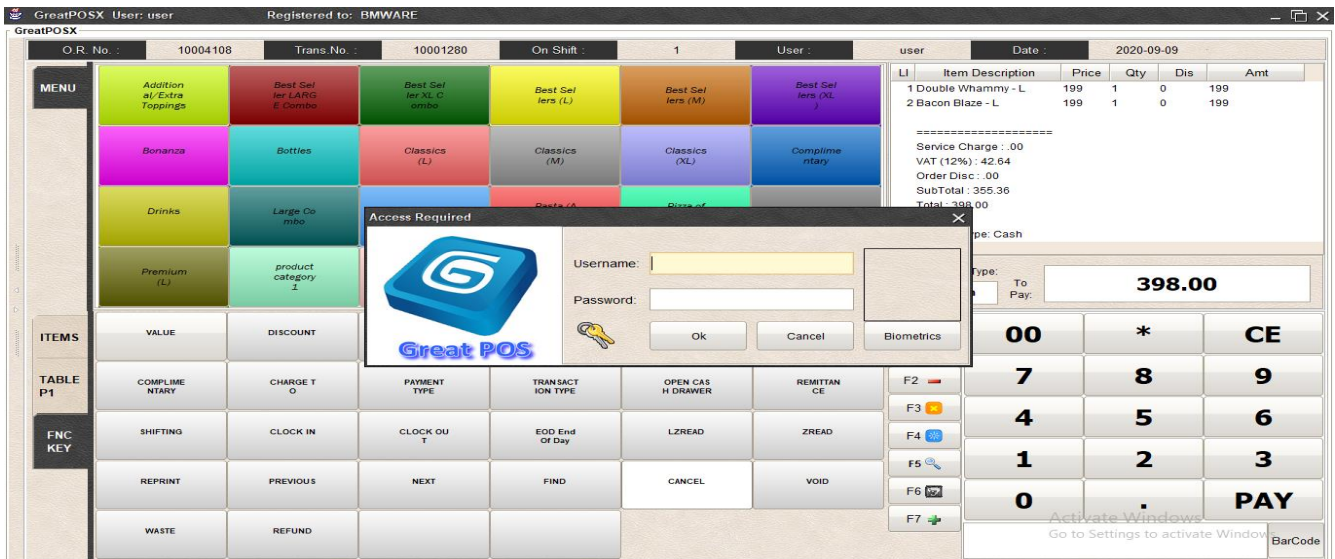 GreatPOSX User: user Registered to: BMWARE
GreatPOSX
O.R. No. : 10004108 Trans.No. : 10001280 On Shift : 1 User : user Date : 2020-09-09
MENU
Addition
al/Extra
Toppings
Best Sel
ler LARG
E Combo
Best Sel
ler XL C
ombo
Best Sel
lers (L)
Best Sel
lers (M)
Best Sel
lers (XL
)
Bonanza
Bottles
Classics
(L)
Classics
(M)
Classics
(XL)
Complime
ntary
Drinks
Large Co
mbo
Pasta (A
Pizza of
Premium
(L)
product
category
1
LI Item Description Price Qty Dis Amt
1 Double Whammy - L 199 1 0 199
2 Bacon Blaze - L 199 1 0 199
====================
Service Charge : .00
VAT (12%) : 42.64
Order Disc : .00
SubTotal : 355.36
Total : 398.00
pe: Cash
Type:
To
Pay:
398.00
Access Required
G
Great POS
Username:
Password:
Ok
Cancel
Biometrics
ITEMS
TABLE
P1
FNC
KEY
VALUE
DISCOUNT
COMPLIME
NTARY
CHARGE T
O
PAYMENT
TYPE
TRANSACT
ION TYPE
OPEN CAS
H DRAWER
REMITTAN
CE
SHIFTING
CLOCK IN
CLOCK OU
T
EOD End
Of Day
LZREAD
ZREAD
REPRINT
PREVIOUS
NEXT
FIND
CANCEL
VOID
WASTE
REFUND
F2
F3
F4
F5
F6
F7
00 * CE
7 8 9
4 5 6
1 2 3
0 . PAY
Activate Windows
Go to Settings to activate Windows
BarCode